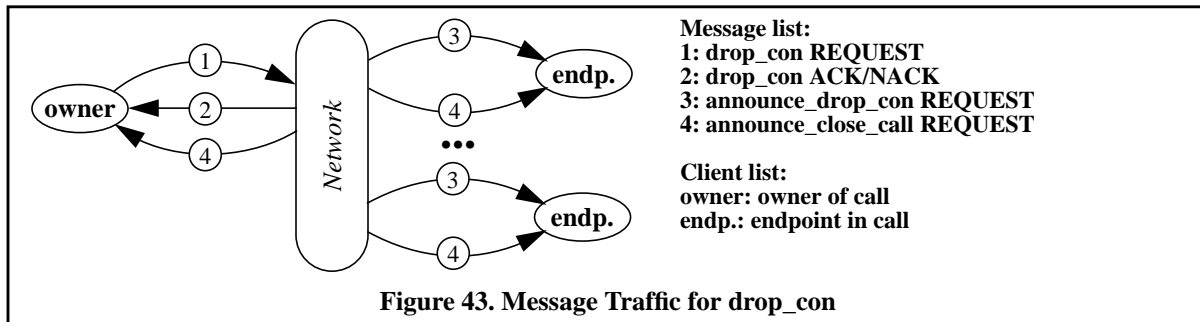 owner
1
2
4
Network
3
endp.
4
•••
3
endp.
4
Message list:
1: drop_con REQUEST
2: drop_con ACK/NACK
3: announce_drop_con REQUEST
4: announce_close_call REQUEST
Client list:
owner: owner of call
endp.: endpoint in call
Figure 43. Message Traffic for drop_con